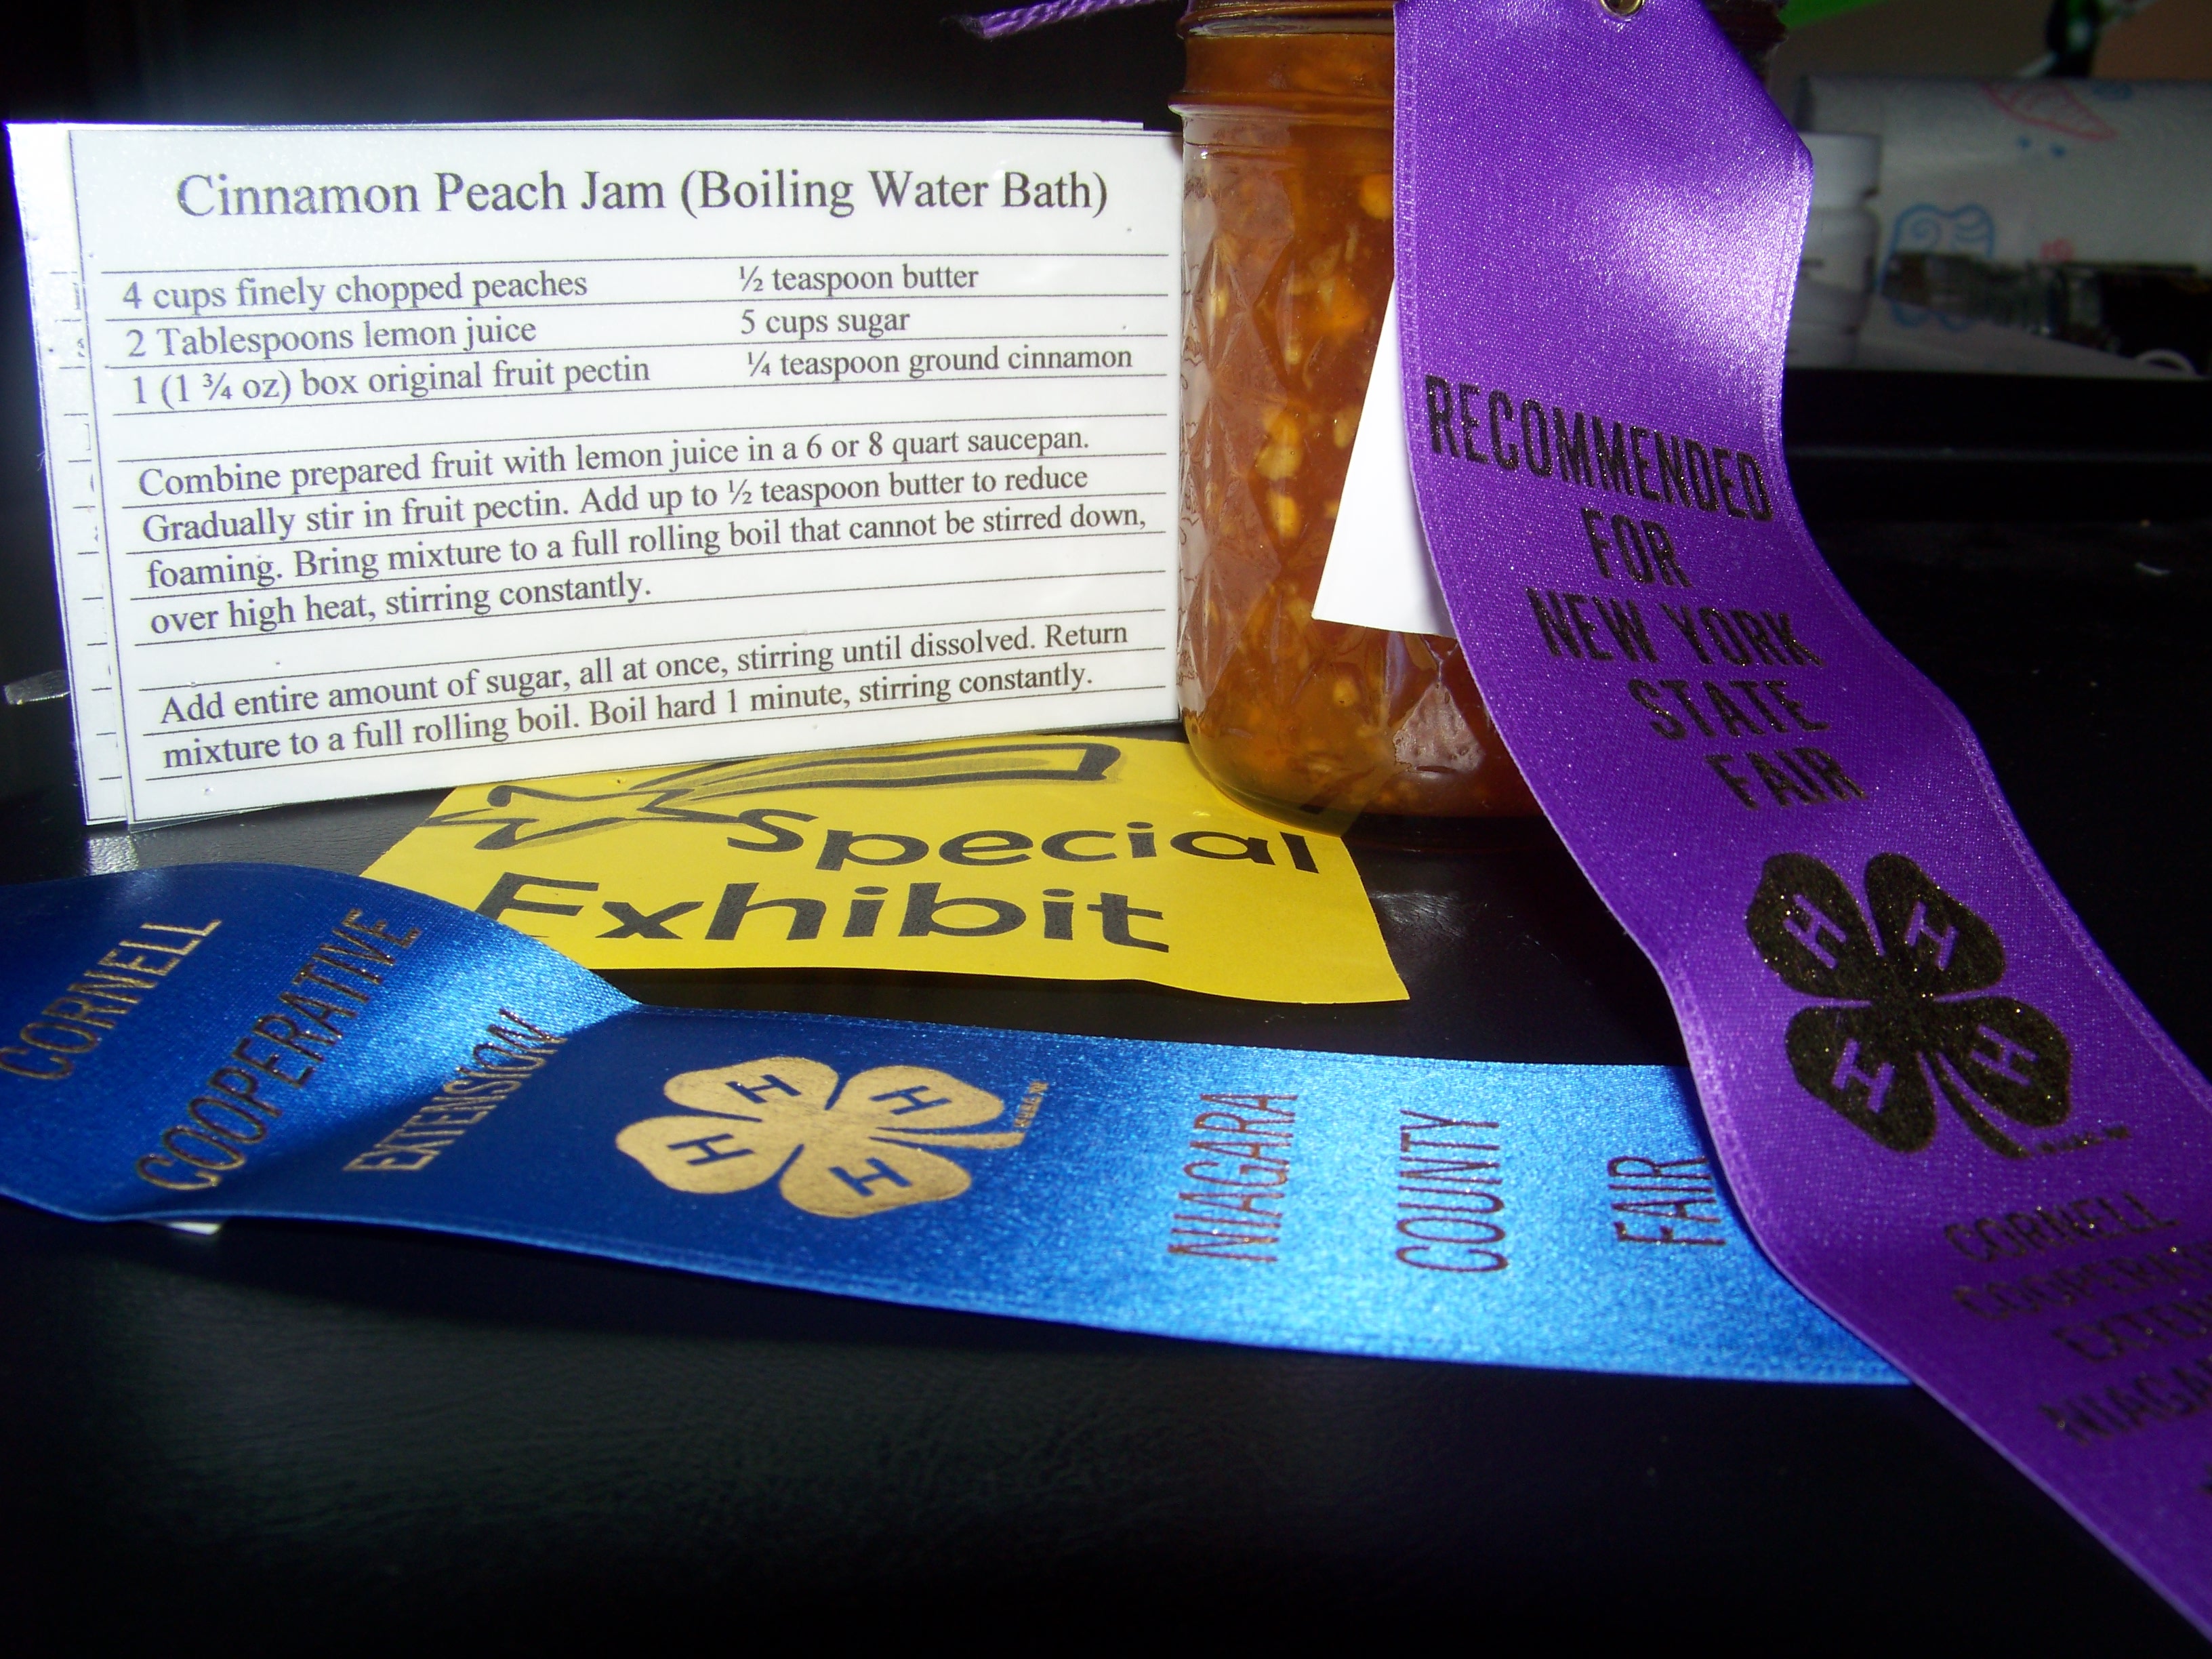 Cinnamon Peach Jam (Boiling Water Bath)
4 cups finely chopped peaches ½ teaspoon butter
2 Tablespoons lemon juice 5 cups sugar
1 (1 ¾ oz) box original fruit pectin ¼ teaspoon ground cinnamon
Combine prepared fruit with lemon juice in a 6 or 8 quart saucepan.
Gradually stir in fruit pectin. Add up to ½ teaspoon butter to reduce
foaming. Bring mixture to a full rolling boil that cannot be stirred down,
over high heat, stirring constantly.
Add entire amount of sugar, all at once, stirring until dissolved. Return
mixture to a full rolling boil. Boil hard 1 minute, stirring constantly.
Special
Exhibit
RECOMMENDED
FOR
NEW YORK
STATE
FAIR
H H
H H
CORNELL
CORNELL
COOPERATIVE
EXTENSION
H H
H H
NIAGARA
COUNTY
FAIR